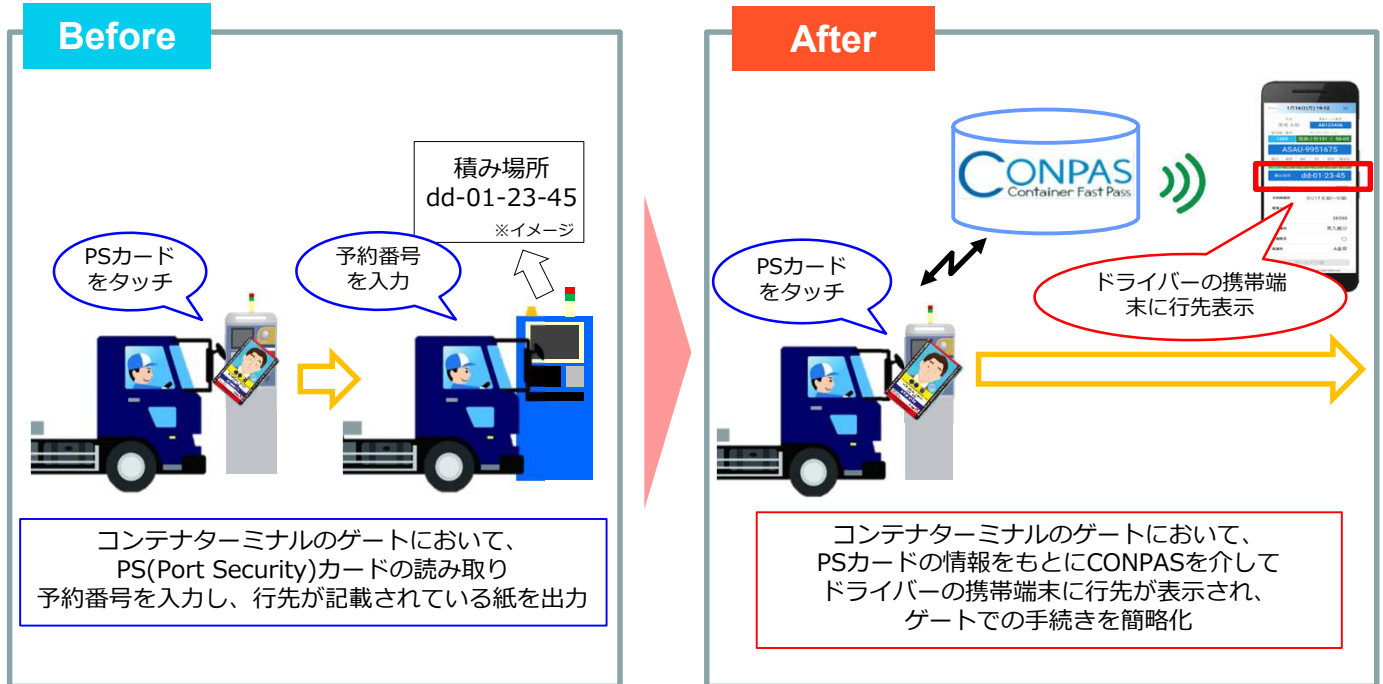 Before
積み場所
dd-01-23-45
※イメージ
PSカード
をタッチ
予約番号
を入力
コンテナターミナルのゲートにおいて、
PS(Port Security)カードの読み取り
予約番号を入力し、行先が記載されている紙を出力
After
CONPAS
Container Fast Pass
ASAU-9951675
dd-01-23-45
PSカード
をタッチ
ドライバーの携帯端
末に行先表示
コンテナターミナルのゲートにおいて、
PSカードの情報をもとにCONPASを介して
ドライバーの携帯端末に行先が表示され、
ゲートでの手続きを簡略化